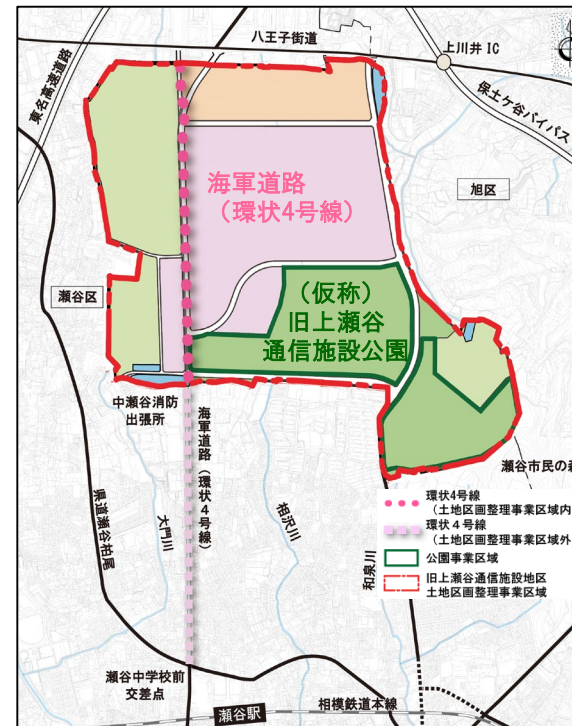 八王子街道
上川井 IC
東名高速道路
保土ケ谷バイパス
海軍道路
（環状4号線）
旭区
瀬谷区
（仮称）
旧上瀬谷
通信施設公園
中瀬谷消防
出張所
海軍道路（環状４号線）
瀬谷市民の森
県道瀬谷柏尾
大門川
相沢川
和泉川
環状4号線
（土地区画整理事業区域内
環状４号線
（土地区画整理事業区域外
公園事業区域
旧上瀬谷通信施設地区
土地区画整理事業区域
瀬谷中学校前
交差点
瀬谷駅
相模鉄道本線